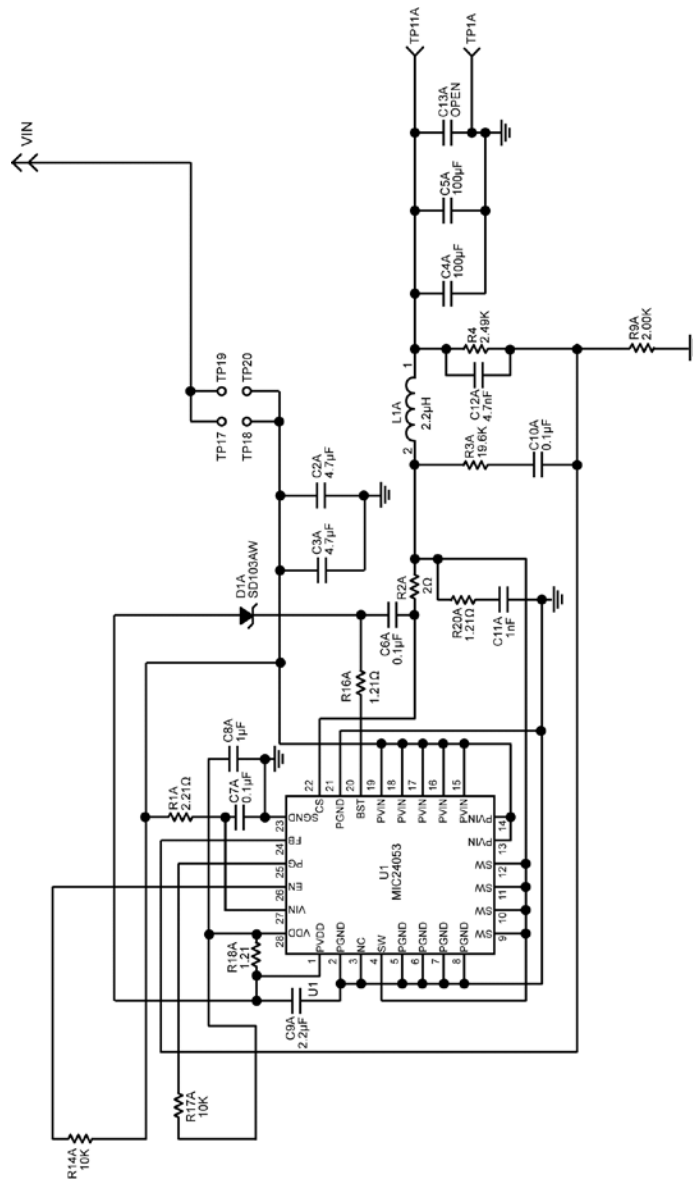 VIN
TP11A
TP1A
C13A
OPEN
C5A
100µF
C4A
100µF
TP19
TP20
TP17
TP18
R4
2.49K
R9A
2.00K
C12A
4.7nF
L1A
2.2µH
1
2
R3A
19.6K
C10A
0.1µF
C2A
4.7µF
C3A
4.7µF
D1A
SD103AW
R2A
2Ω
R20A
1.21Ω
C11A
1nF
C6A
0.1µF
R16A
1.21Ω
C8A
1µF
C7A
0.1µF
R1A
2.21Ω
22
21
20
19
18
17
16
15
CS
PGND
BST
PVIN
PVIN
PVIN
PVIN
PVIN
23
24
25
26
27
28
SGND
FB
PG
EN
VIN
VDD
U1
MIC24053
PVIN
PVIN
SW
SW
SW
SW
14
13
12
11
10
9
PVDD
PGND
NC
SW
PGND
PGND
PGND
PGND
1
2
3
4
5
6
7
8
R18A
1.21
U1
C9A
2.2µF
R17A
10K
R14A
10K